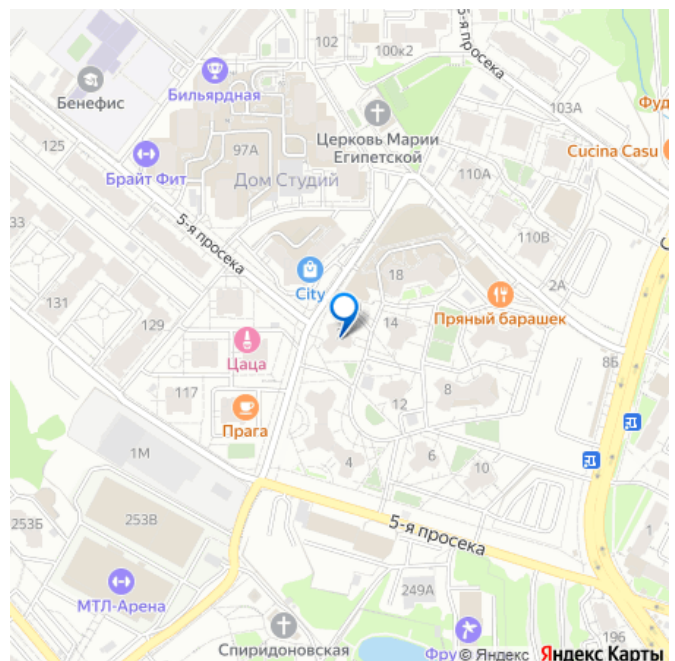 5-я просека
102
100к2
Бенефис
Бильярдная
103А
Фуд
125
97А
Церковь Марии
Египетской
Cucina Casu
Брайт Фит
Дом Студий
110А
33
5-я просека
110В
С
18
2А
City
131
129
14
Пряный барашек
Цаца
8Б
117
8
12
Прага
1М
4
6
10
253Б
253В
5-я просека
1
249А
МТЛ-Арена
Спиридоновская
Фру
© Яндекс
Яндекс Карты
196